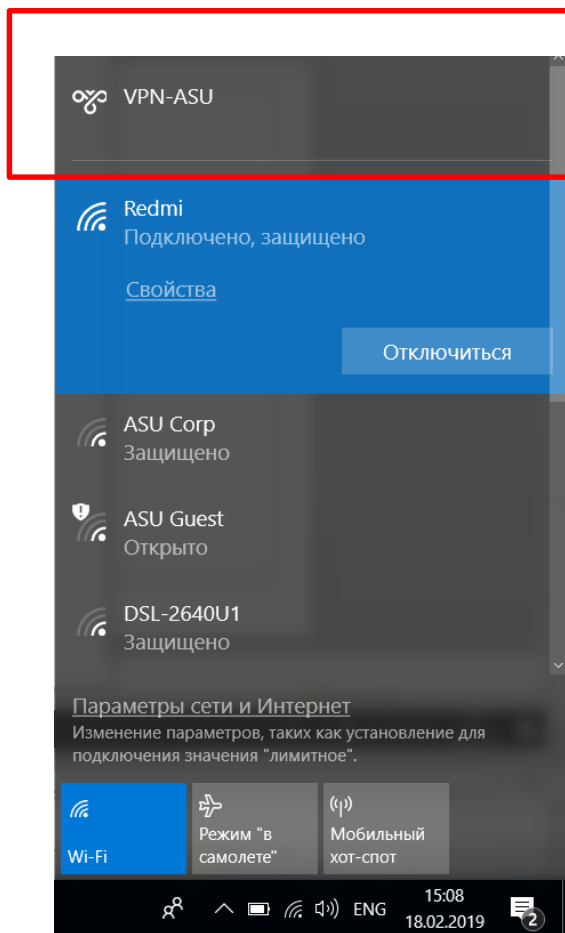 VPN-ASU
Redmi
Подключено, защищено
Свойства
Отключиться
ASU Corp
Защищено
ASU Guest
Открыто
DSL-2640U1
Защищено
Параметры сети и Интернет
Изменение параметров, таких как установление для
подключения значения "лимитное".
Wi-Fi
Режим "в
самолете"
Мобильный
хот-спот
ENG
15:08
18.02.2019
2